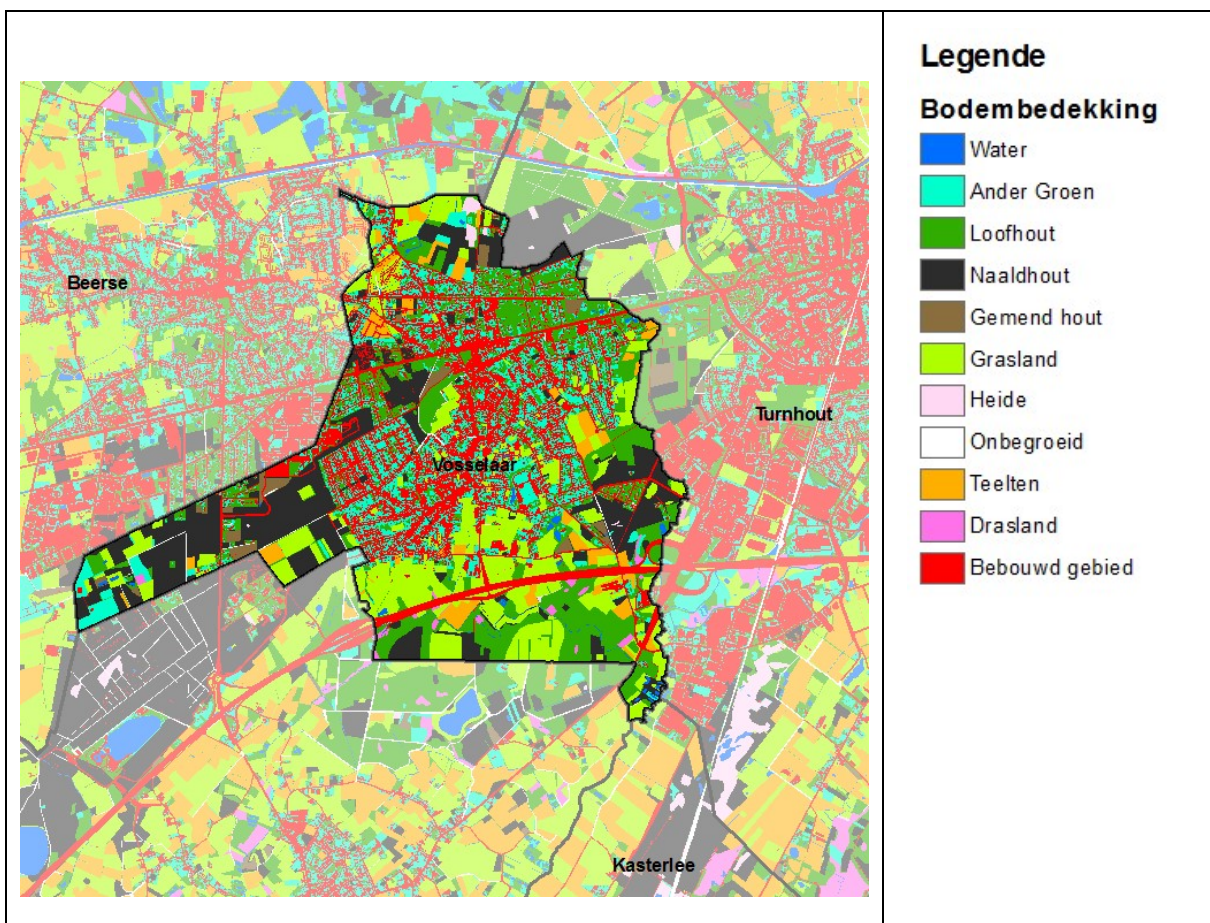 Legende
Bodembedekking
Water
Ander Groen
Loofhout
Naaldhout
Gemend hout
Grasland
Heide
Onbegroeid
Teelten
Drasland
Bebouwd gebied
Beerse
Turnhout
Vosselaar
Kasterlee